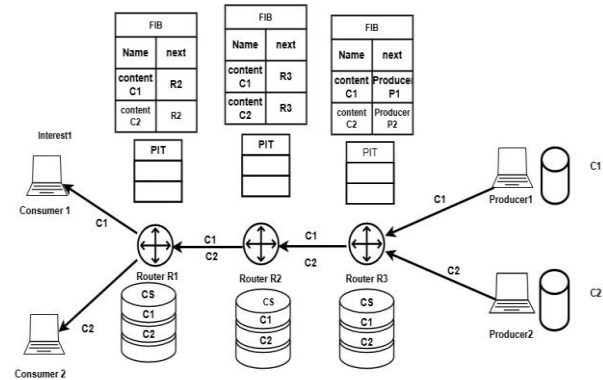 FIB
Name next
content C1 R2
content C2 R2
FIB
Name next
content C1 R3
content C2 R3
FIB
Name next
content C1 Producer P1
content C2 Producer P2
PIT
PIT
PIT
Interest1
Consumer 1
C1
C2
Consumer 2
Router R1
C1
C2
Router R2
C1
C2
Router R3
C1
C2
Producer1
C1
Producer2
C2
CS
C1
C2
CS
C1
C2
CS
C1
C2